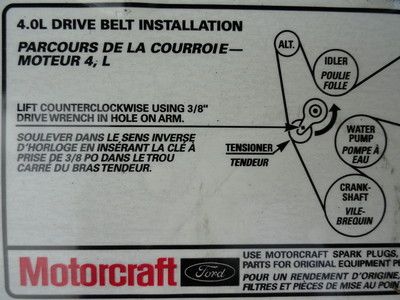 4.0L DRIVE BELT INSTALLATION
PARCOURS DE LA COURROIE—
MOTEUR 4, L
ALT.
IDLER
POULIE
FOLLE
LIFT COUNTERCLOCKWISE USING 3/8"
DRIVE WRENCH IN HOLE ON ARM.
SOULEVER DANS LE SENS INVERSE
D'HORLOGE EN INSÉRANT LA CLÉ À
PRISE DE 3/8 PO DANS LE TROU
CARRÉ DU BRAS TENDEUR.
TENSIONER
TENDEUR
WATER
PUMP
POMPE À
EAU
CRANK-
SHAFT
VILE-
BREQUIN
Motorcraft
Ford
USE MOTORCRAFT SPARK PLUGS,
PARTS FOR ORIGINAL EQUIPMENT P
POUR UN RENDEMENT D'ORIGINE,
FILTRES ET PIÈCES DE MISE AU POIN